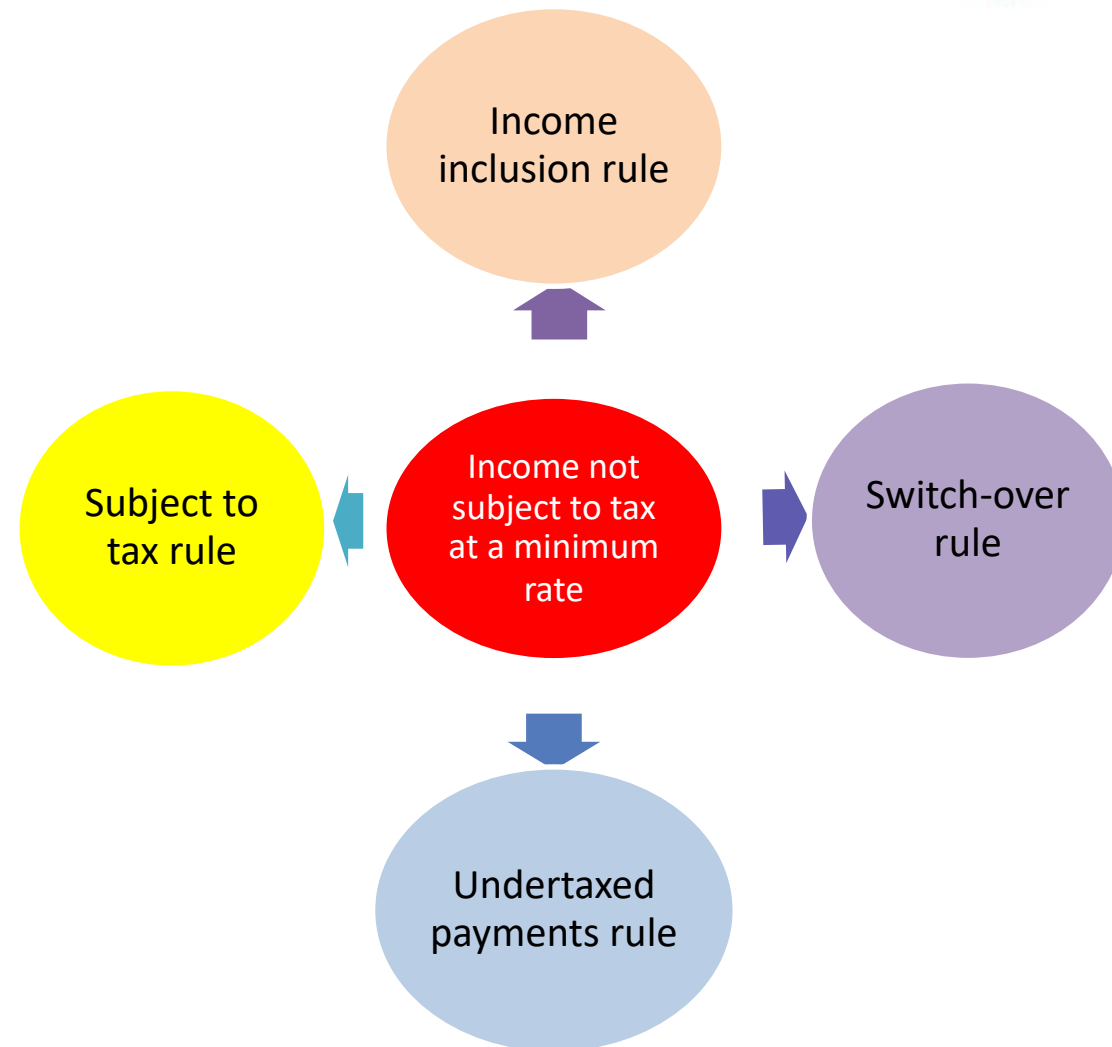 Income
inclusion rule
Subject to
tax rule
Income not
subject to tax
at a minimum
rate
Switch-over
rule
Undertaxed
payments rule